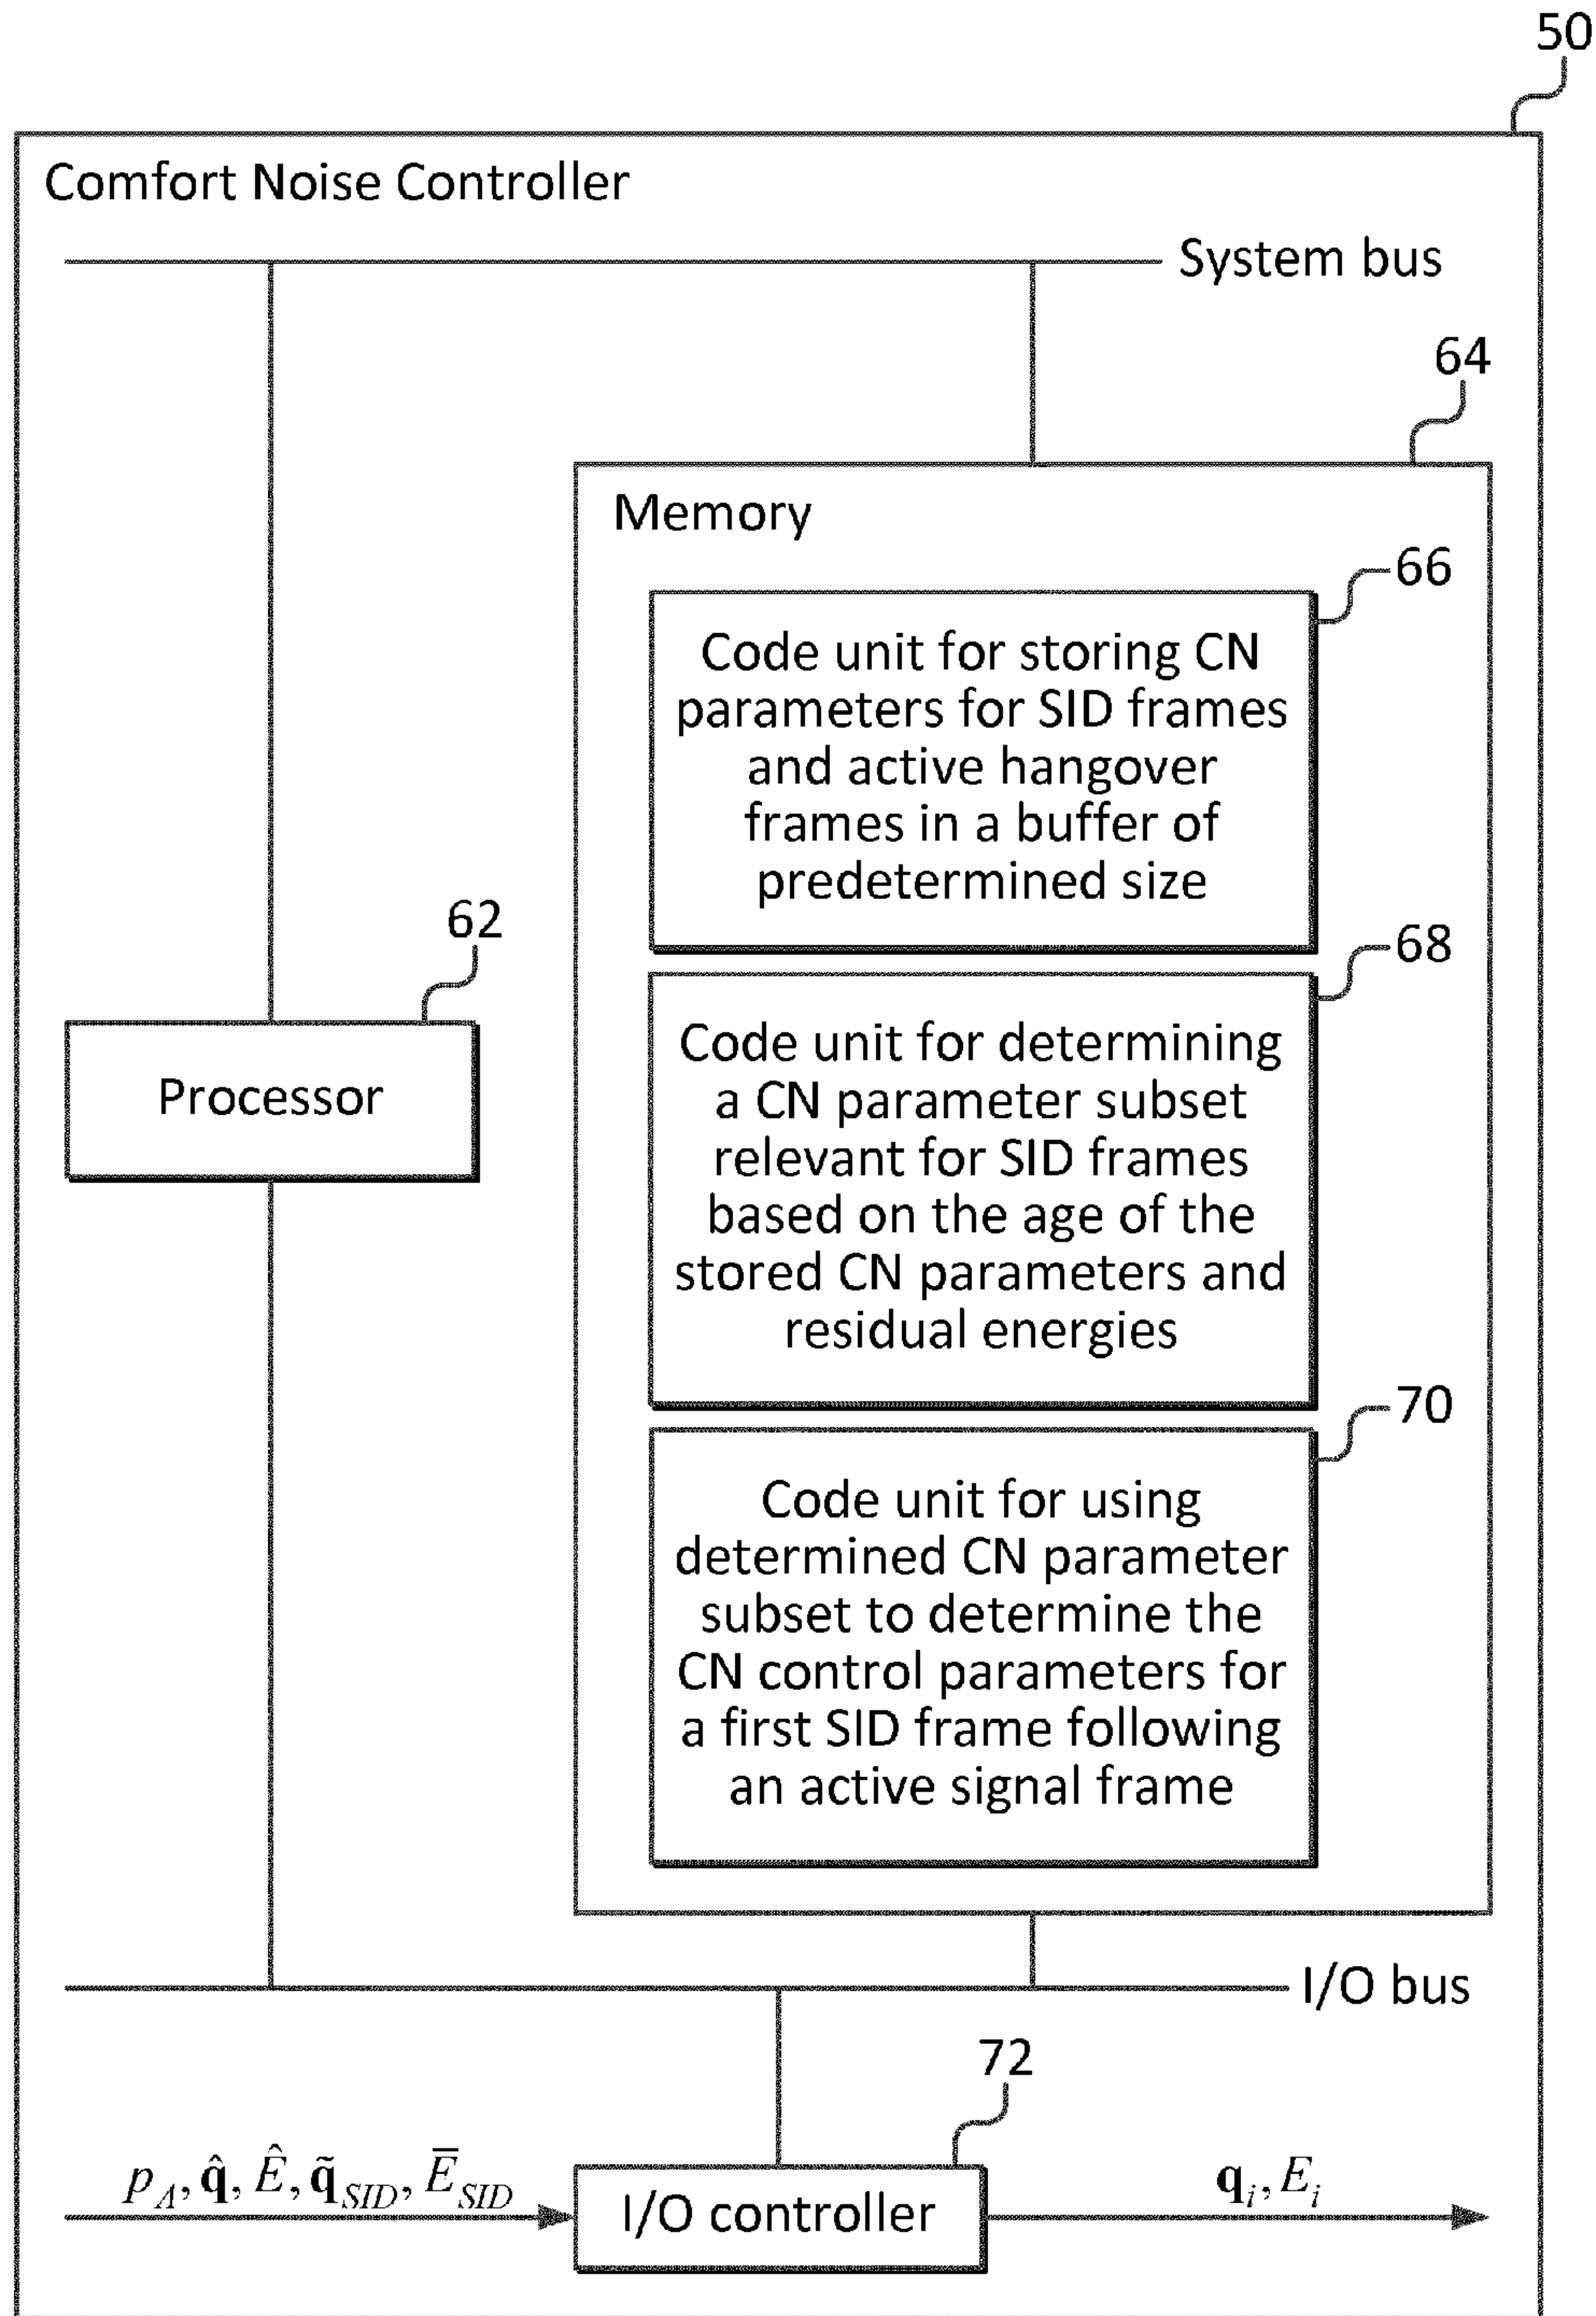 50
Comfort Noise Controller
System bus
64
Memory
66
Code unit for storing CN
parameters for SID frames
and active hangover
frames in a buffer of
predetermined size
62
Processor
68
Code unit for determining
a CN parameter subset
relevant for SID frames
based on the age of the
stored CN parameters and
residual energies
70
Code unit for using
determined CN parameter
subset to determine the
CN control parameters for
a first SID frame following
an active signal frame
I/O bus
72
p_A, q̂, Ê, q̃_SID, Ē_SID
I/O controller
q_i, E_i